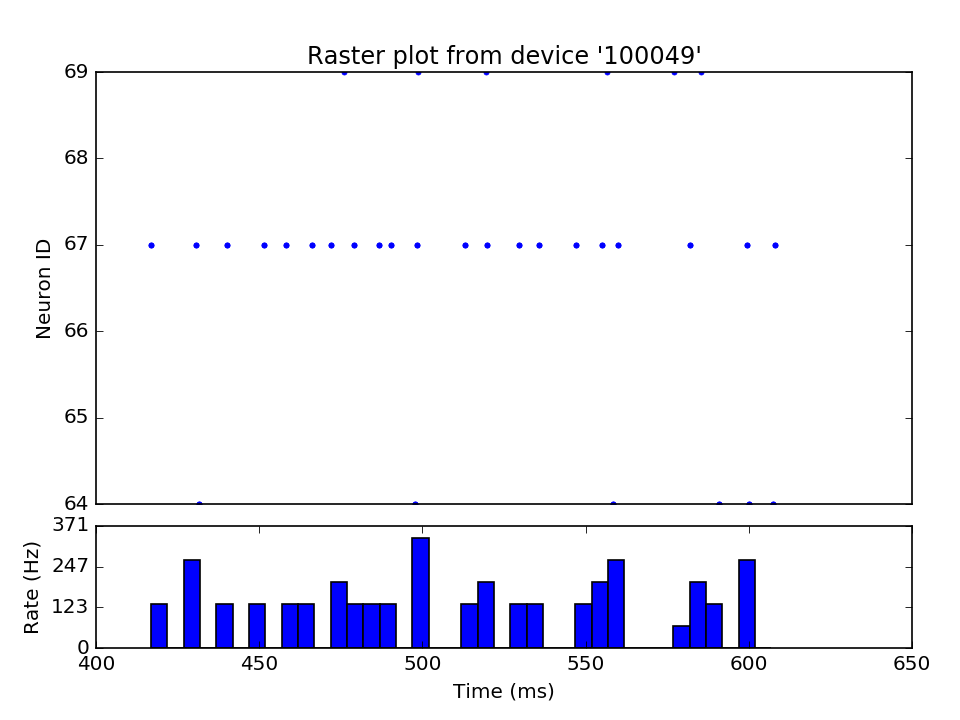 Raster plot from device '100049'
69
68
67
66
65
64
Neuron ID
371
247
123
0
Rate (Hz)
400 450 500 550 600 650
Time (ms)